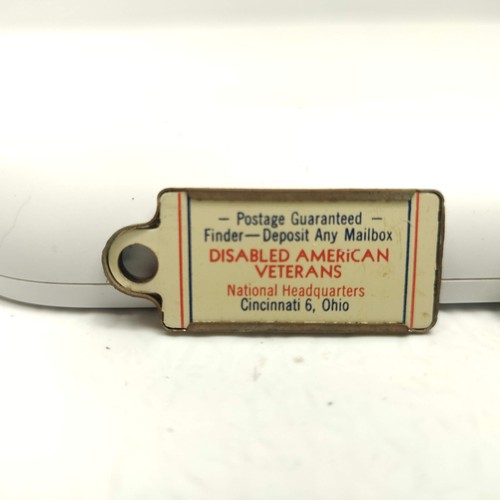 — Postage Guaranteed —
Finder—Deposit Any Mailbox
DISABLED AMERiCAN
VETERANS
National Headquarters
Cincinnati 6, Ohio